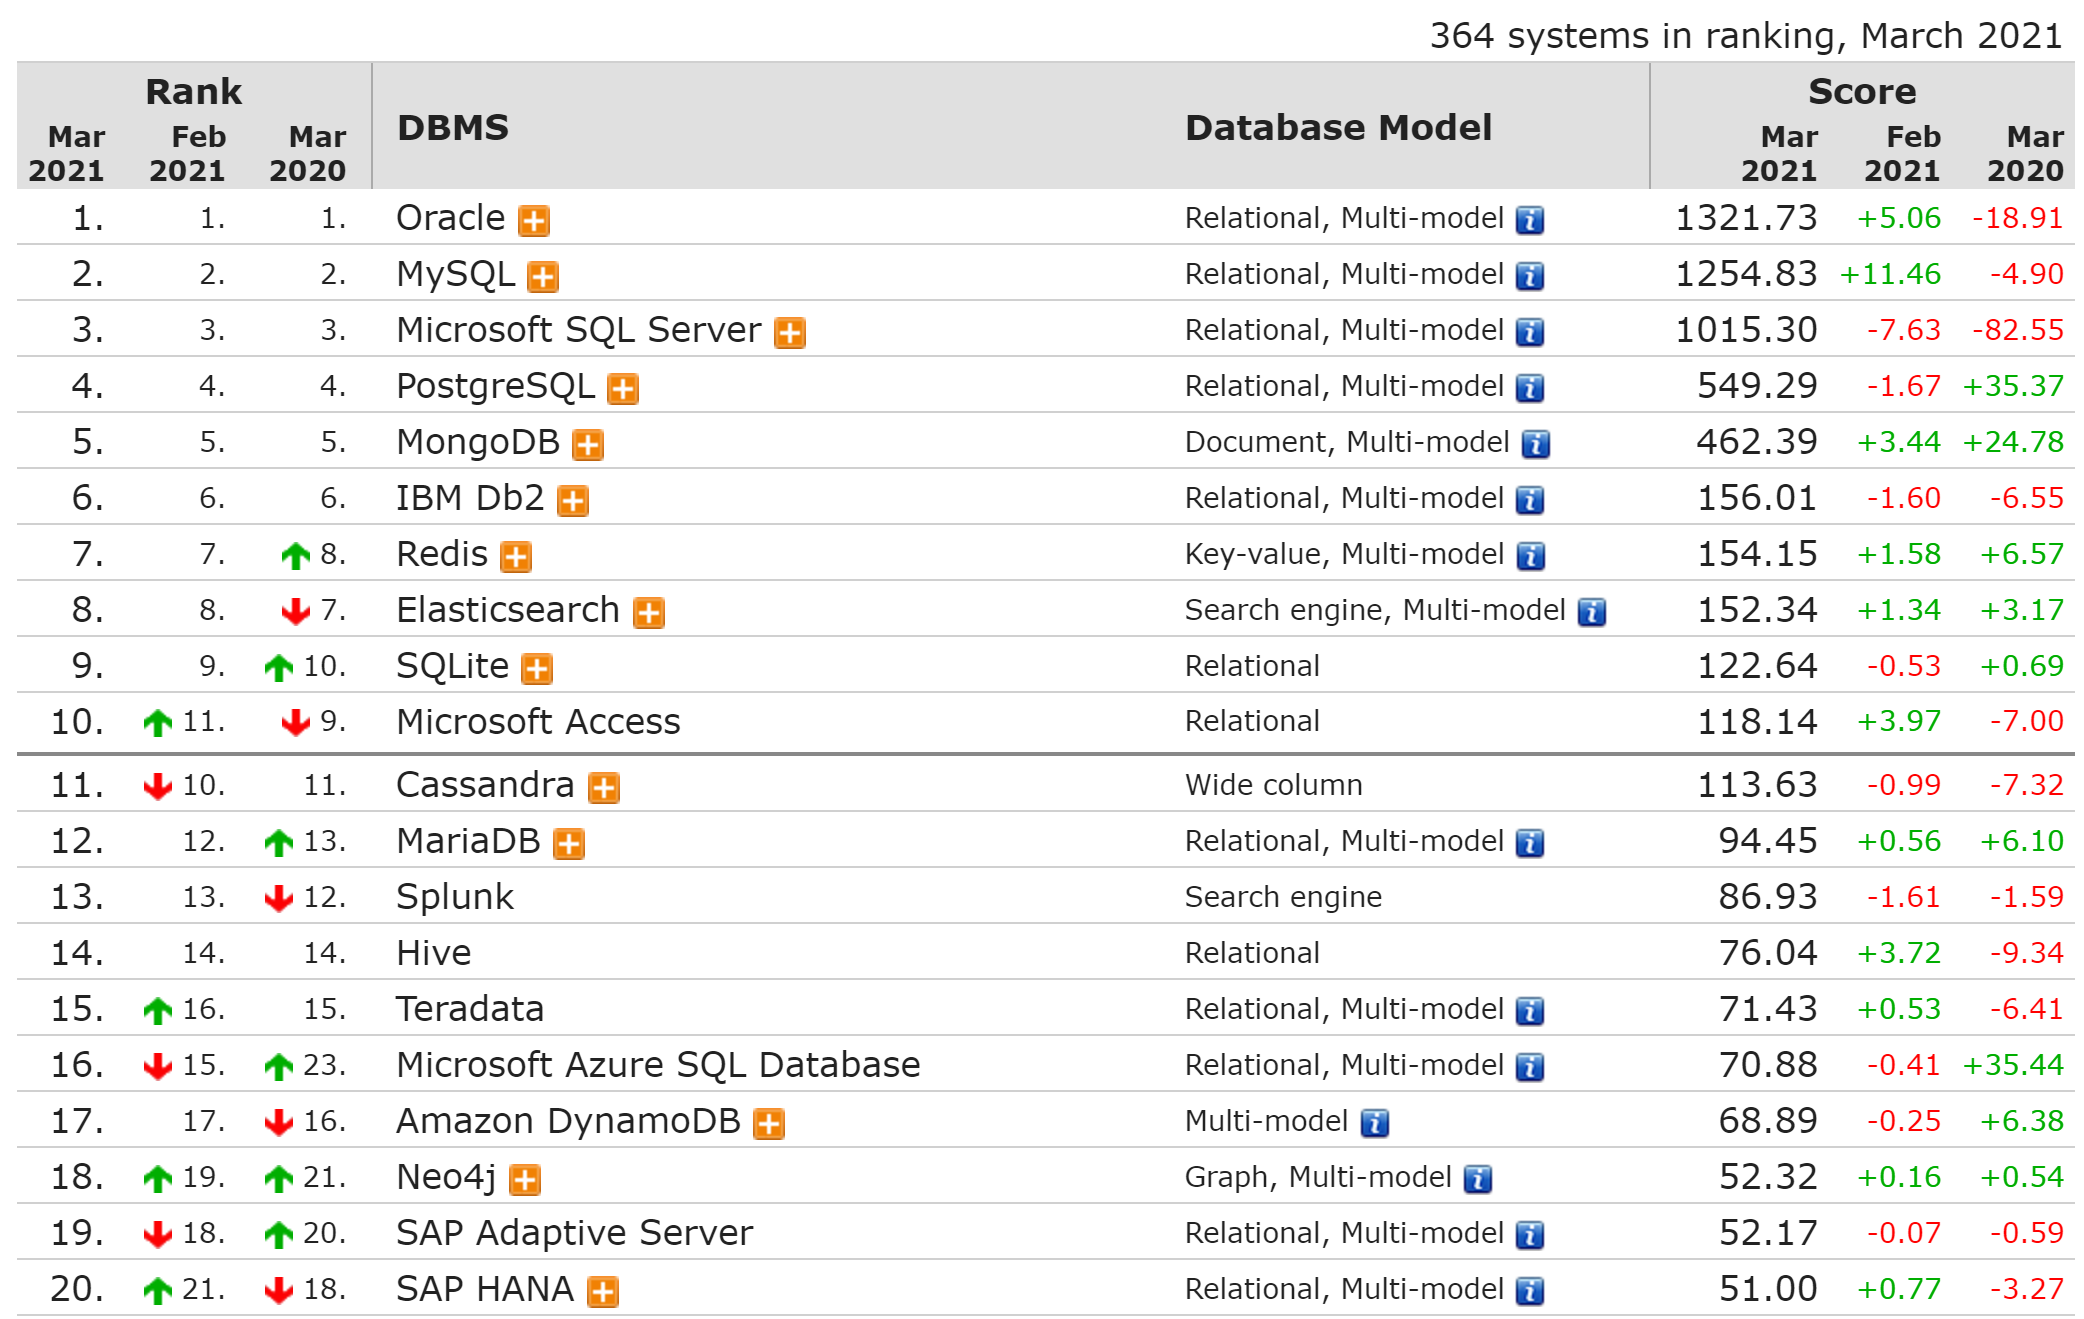 364 systems in ranking, March 2021
Rank DBMS Database Model Score
Mar 2021 Feb 2021 Mar 2020 Mar 2021 Feb 2021 Mar 2020
1. 1. 1. Oracle Relational, Multi-model 1321.73 +5.06 -18.91
2. 2. 2. MySQL Relational, Multi-model 1254.83 +11.46 -4.90
3. 3. 3. Microsoft SQL Server Relational, Multi-model 1015.30 -7.63 -82.55
4. 4. 4. PostgreSQL Relational, Multi-model 549.29 -1.67 +35.37
5. 5. 5. MongoDB Document, Multi-model 462.39 +3.44 +24.78
6. 6. 6. IBM Db2 Relational, Multi-model 156.01 -1.60 -6.55
7. 7. 8. Redis Key-value, Multi-model 154.15 +1.58 +6.57
8. 8. 7. Elasticsearch Search engine, Multi-model 152.34 +1.34 +3.17
9. 9. 10. SQLite Relational 122.64 -0.53 +0.69
10. 11. 9. Microsoft Access Relational 118.14 +3.97 -7.00
11. 10. 11. Cassandra Wide column 113.63 -0.99 -7.32
12. 12. 13. MariaDB Relational, Multi-model 94.45 +0.56 +6.10
13. 13. 12. Splunk Search engine 86.93 -1.61 -1.59
14. 14. 14. Hive Relational 76.04 +3.72 -9.34
15. 16. 15. Teradata Relational, Multi-model 71.43 +0.53 -6.41
16. 15. 23. Microsoft Azure SQL Database Relational, Multi-model 70.88 -0.41 +35.44
17. 17. 16. Amazon DynamoDB Multi-model 68.89 -0.25 +6.38
18. 19. 21. Neo4j Graph, Multi-model 52.32 +0.16 +0.54
19. 18. 20. SAP Adaptive Server Relational, Multi-model 52.17 -0.07 -0.59
20. 21. 18. SAP HANA Relational, Multi-model 51.00 +0.77 -3.27